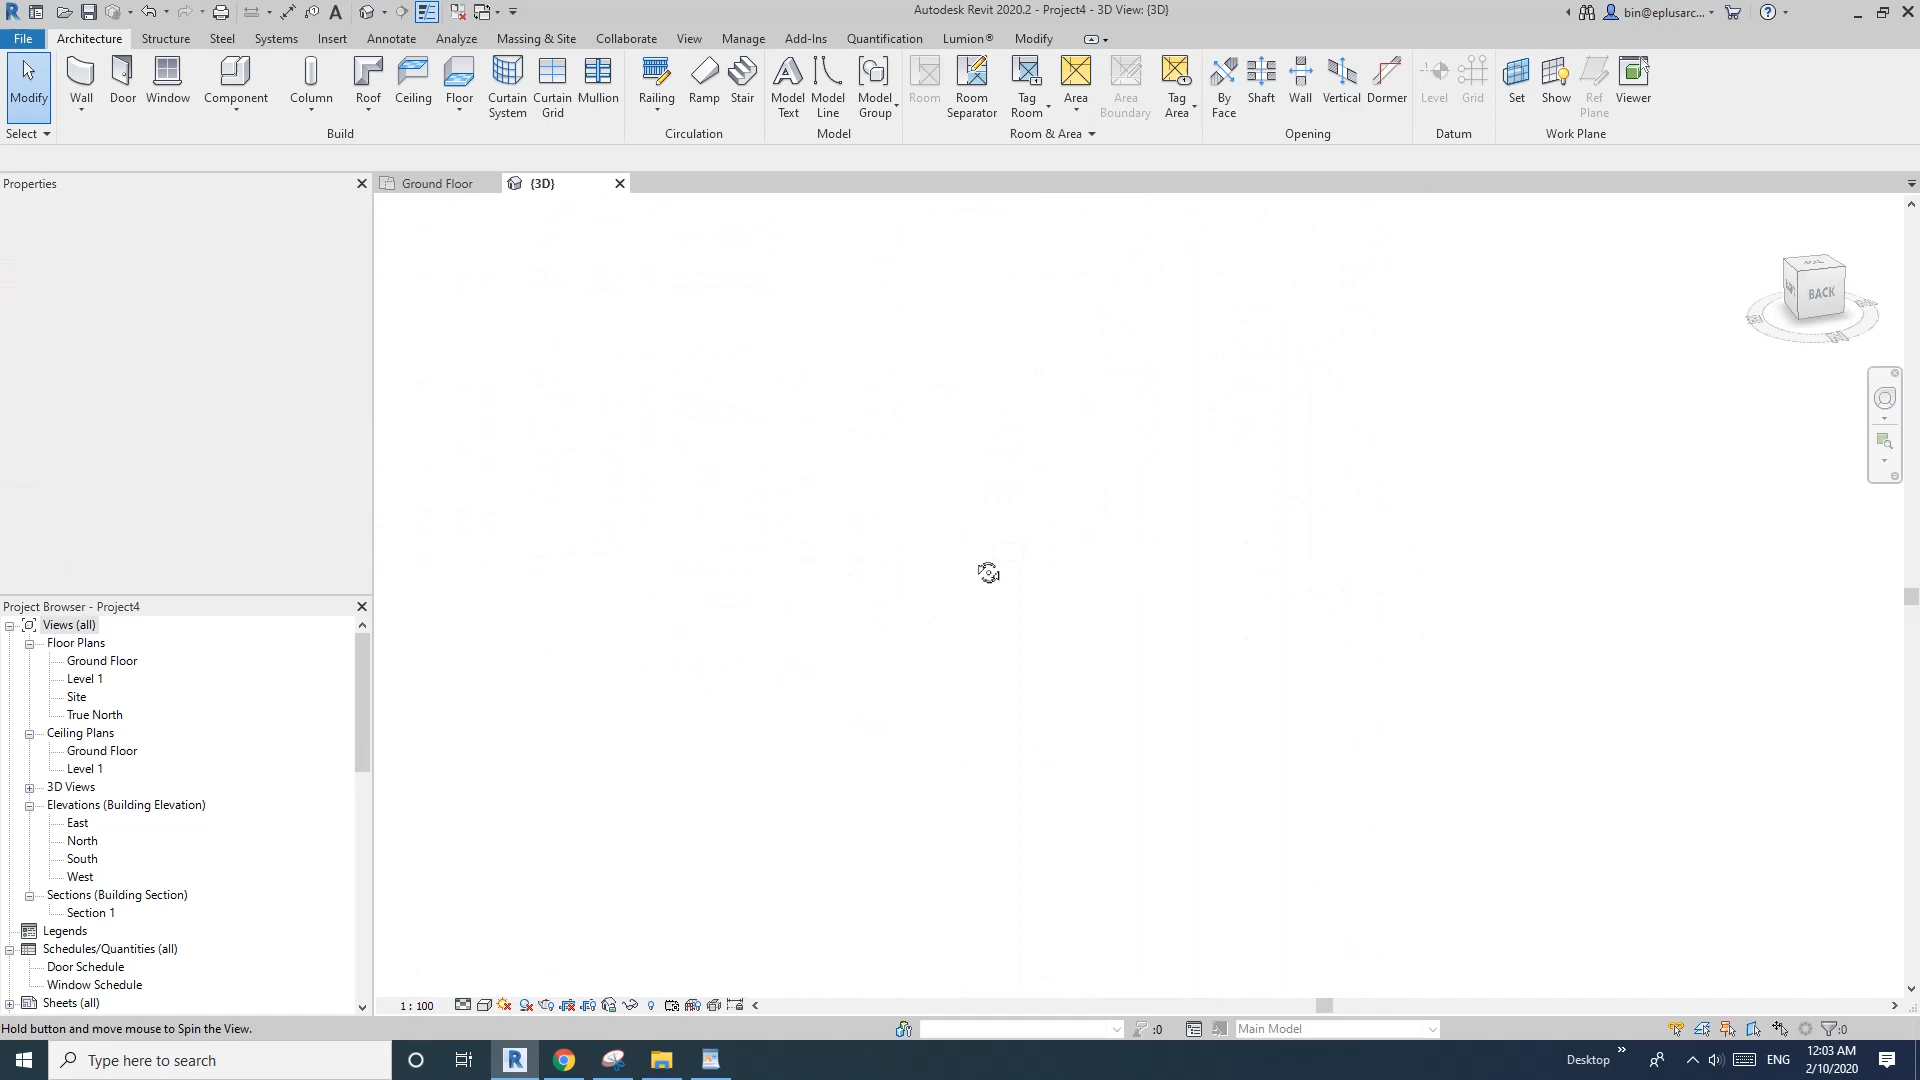 Autodesk Revit 2020.2 - Project4 - 3D View: {3D}
bin@eplusarc...
File Architecture Structure Steel Systems Insert Annotate Analyze Massing & Site Collaborate View Manage Add-Ins Quantification Lumion® Modify
Modify Wall Door Window Component Column Roof Ceiling Floor Curtain System Curtain Grid Mullion Railing Ramp Stair Model Text Model Line Model Group Room Room Separator Tag Room Area Area Boundary Tag Area By Face Shaft Wall Vertical Dormer Level Grid Set Show Ref Plane Viewer
Select Build Circulation Model Room & Area Opening Datum Work Plane
Properties
Ground Floor
{3D}
BACK
Project Browser - Project4
Views (all)
Floor Plans
Ground Floor
Level 1
Site
True North
Ceiling Plans
Ground Floor
Level 1
3D Views
Elevations (Building Elevation)
East
North
South
West
Sections (Building Section)
Section 1
Legends
Schedules/Quantities (all)
Door Schedule
Window Schedule
Sheets (all)
1 : 100
Hold button and move mouse to Spin the View.
:0
Main Model
:0
Type here to search
Desktop
ENG
12:03 AM
2/10/2020